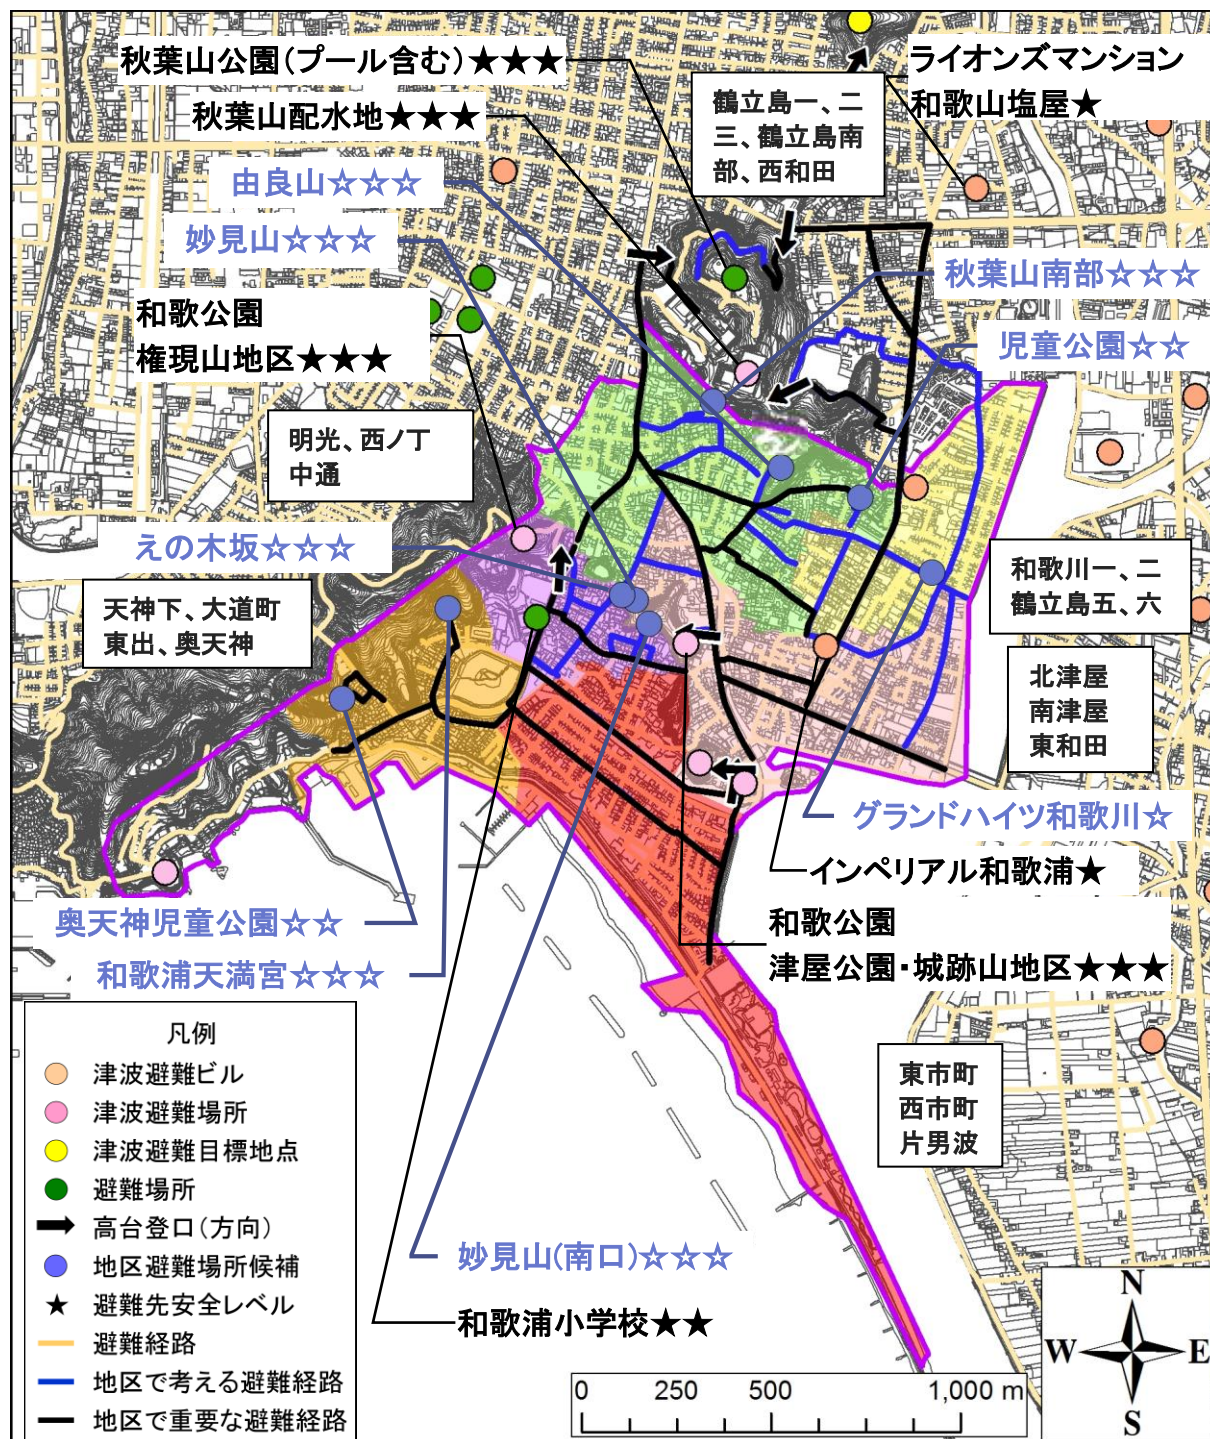 秋葉山公園(プール含む)★★★
秋葉山配水地★★★
由良山☆☆☆
妙見山☆☆☆
和歌公園
権現山地区★★★
明光、西ノ丁
中通
えの木坂☆☆☆
天神下、大道町
東出、奥天神
鶴立島一、二
三、鶴立島南
部、西和田
ライオンズマンション
和歌山塩屋★
秋葉山南部☆☆☆
児童公園☆☆
和歌川一、二
鶴立島五、六
北津屋
南津屋
東和田
グランドハイツ和歌川☆
インペリアル和歌浦★
和歌公園
津屋公園・城跡山地区★★★
奥天神児童公園☆☆
和歌浦天満宮☆☆☆
東市町
西市町
片男波
妙見山(南口)☆☆☆
和歌浦小学校★★
凡例
津波避難ビル
津波避難場所
津波避難目標地点
避難場所
高台登口(方向)
地区避難場所候補
★ 避難先安全レベル
避難経路
地区で考える避難経路
地区で重要な避難経路
0 250 500 1,000 m
N
W E
S